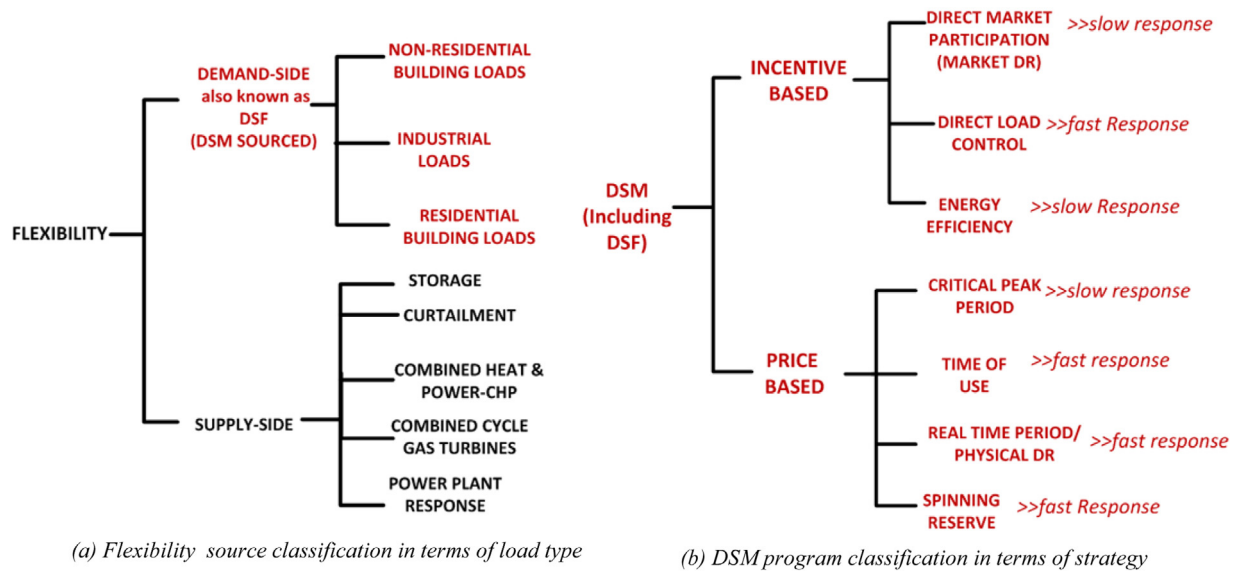 FLEXIBILITY
DEMAND-SIDE
also known as
DSF
(DSM SOURCED)
NON-RESIDENTIAL
BUILDING LOADS
INDUSTRIAL
LOADS
RESIDENTIAL
BUILDING LOADS
SUPPLY-SIDE
STORAGE
CURTAILMENT
COMBINED HEAT &
POWER-CHP
COMBINED CYCLE
GAS TURBINES
POWER PLANT
RESPONSE
(a) Flexibility source classification in terms of load type
DSM
(Including
DSF)
INCENTIVE
BASED
DIRECT MARKET
PARTICIPATION
(MARKET DR)
>>slow response
DIRECT LOAD
CONTROL
>>fast Response
ENERGY
EFFICIENCY
>>slow Response
PRICE
BASED
CRITICAL PEAK
PERIOD
>>slow response
TIME OF
USE
>>fast response
REAL TIME PERIOD/
PHYSICAL DR
>>fast response
SPINNING
RESERVE
>>fast Response
(b) DSM program classification in terms of strategy